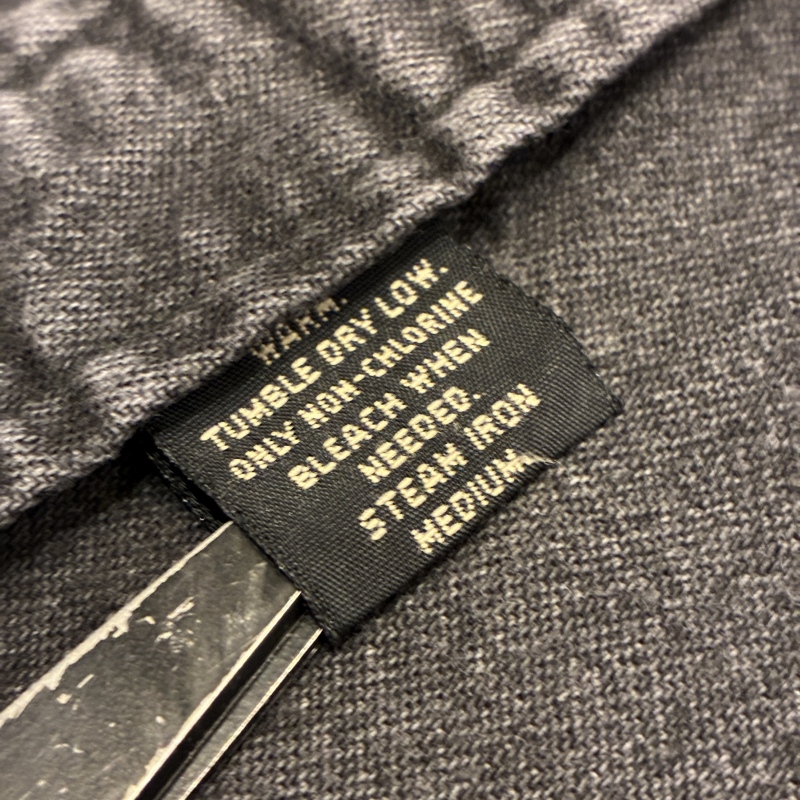 WARM.
TUMBLE DRY LOW.
ONLY NON-CHLORINE
BLEACH WHEN
NEEDED.
STEAM IRON
MEDIUM